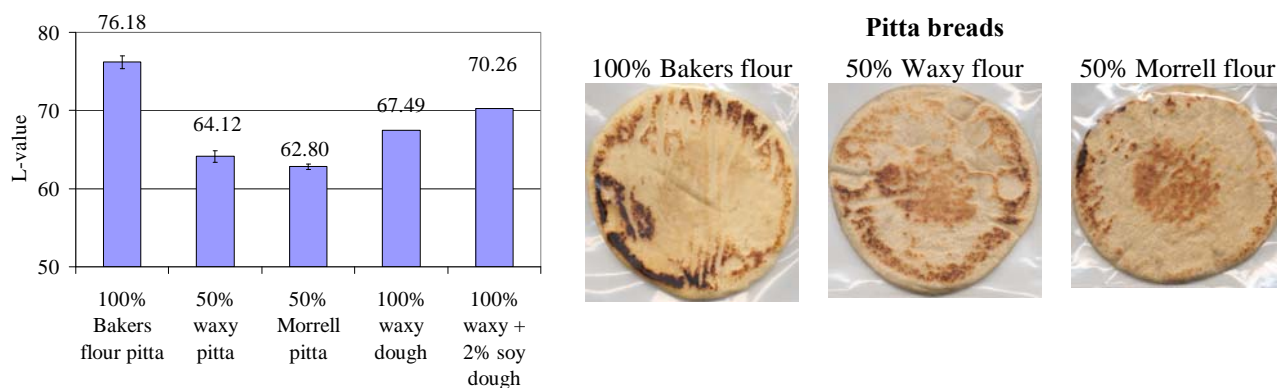 76.18
80
70
60
50
L-value
64.12
62.80
67.49
70.26
100%
Bakers
flour pitta
50%
waxy
pitta
50%
Morrell
pitta
100%
waxy
dough
100%
waxy +
2% soy
dough
Pitta breads
100% Bakers flour
50% Waxy flour
50% Morrell flour